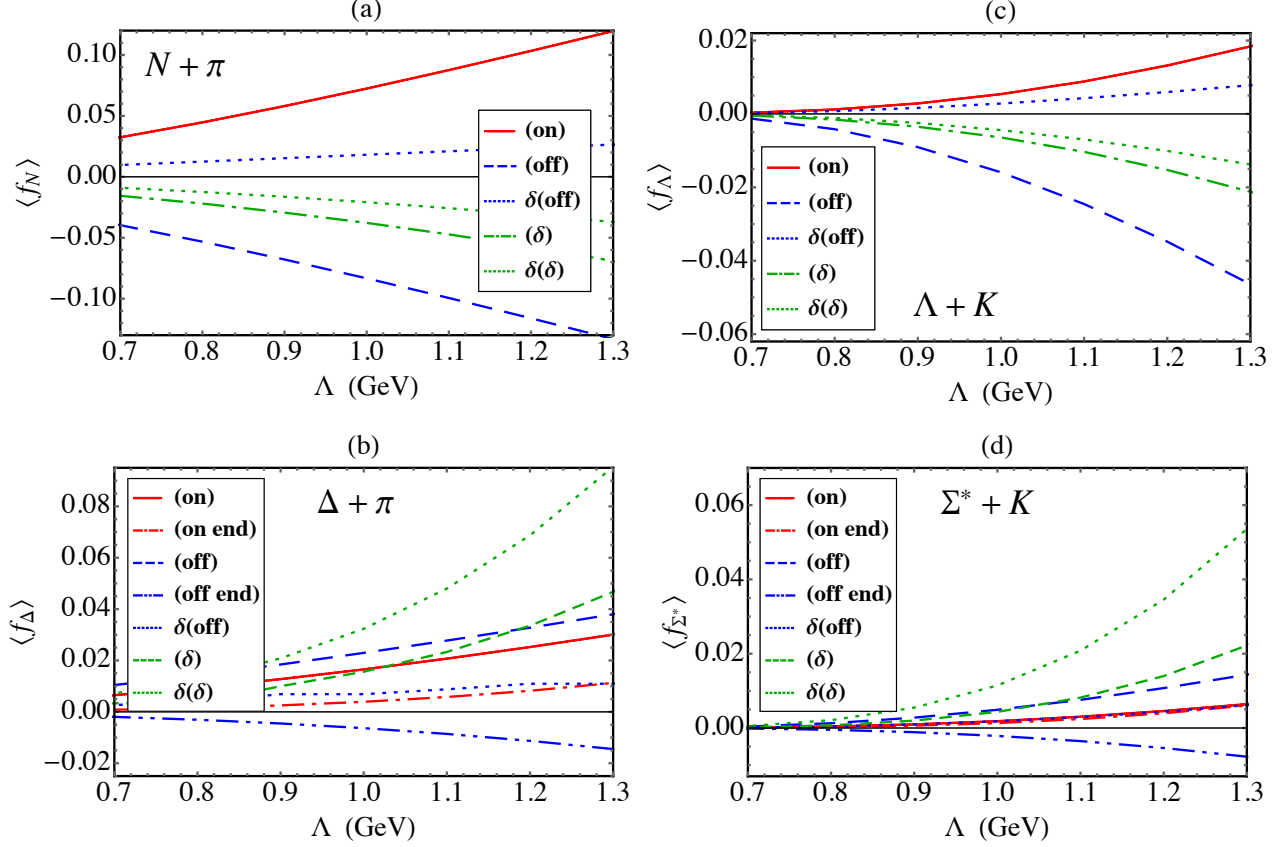 (a)
N + π
⟨f_N⟩
0.10
0.05
0.00
−0.05
−0.10
(on)
(off)
δ(off)
(δ)
δ(δ)
0.7 0.8 0.9 1.0 1.1 1.2 1.3
Λ (GeV)
(c)
⟨f_Λ⟩
0.02
0.00
−0.02
−0.04
−0.06
(on)
(off)
δ(off)
(δ)
δ(δ)
Λ + K
0.7 0.8 0.9 1.0 1.1 1.2 1.3
Λ (GeV)
(b)
Δ + π
⟨f_Δ⟩
0.08
0.06
0.04
0.02
0.00
−0.02
(on)
(on end)
(off)
(off end)
δ(off)
(δ)
δ(δ)
0.7 0.8 0.9 1.0 1.1 1.2 1.3
Λ (GeV)
(d)
Σ* + K
⟨f_Σ*⟩
0.06
0.04
0.02
0.00
(on)
(on end)
(off)
(off end)
δ(off)
(δ)
δ(δ)
0.7 0.8 0.9 1.0 1.1 1.2 1.3
Λ (GeV)